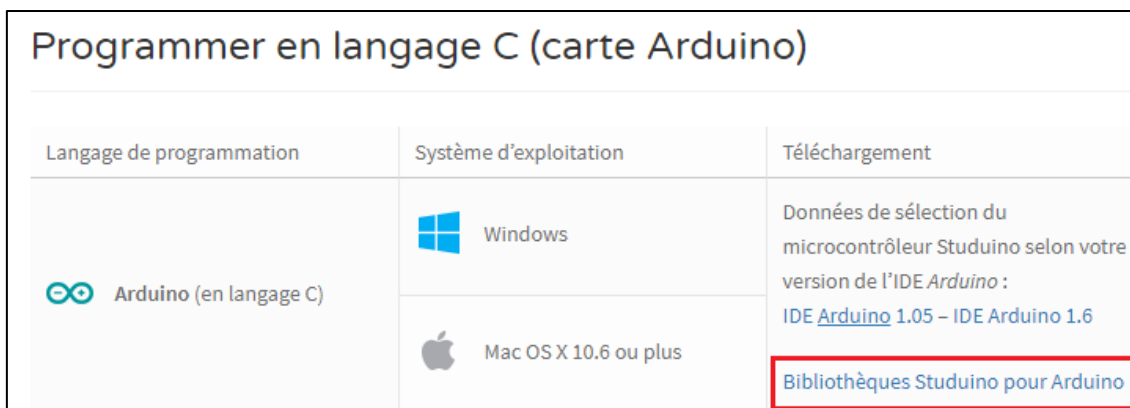 Programmer en langage C (carte Arduino)
Langage de programmation
Système d'exploitation
Téléchargement
Arduino (en langage C)
Windows
Mac OS X 10.6 ou plus
Données de sélection du
microcontrôleur Studuino selon votre
version de l'IDE Arduino :
IDE Arduino 1.05 – IDE Arduino 1.6
Bibliothèques Studuino pour Arduino